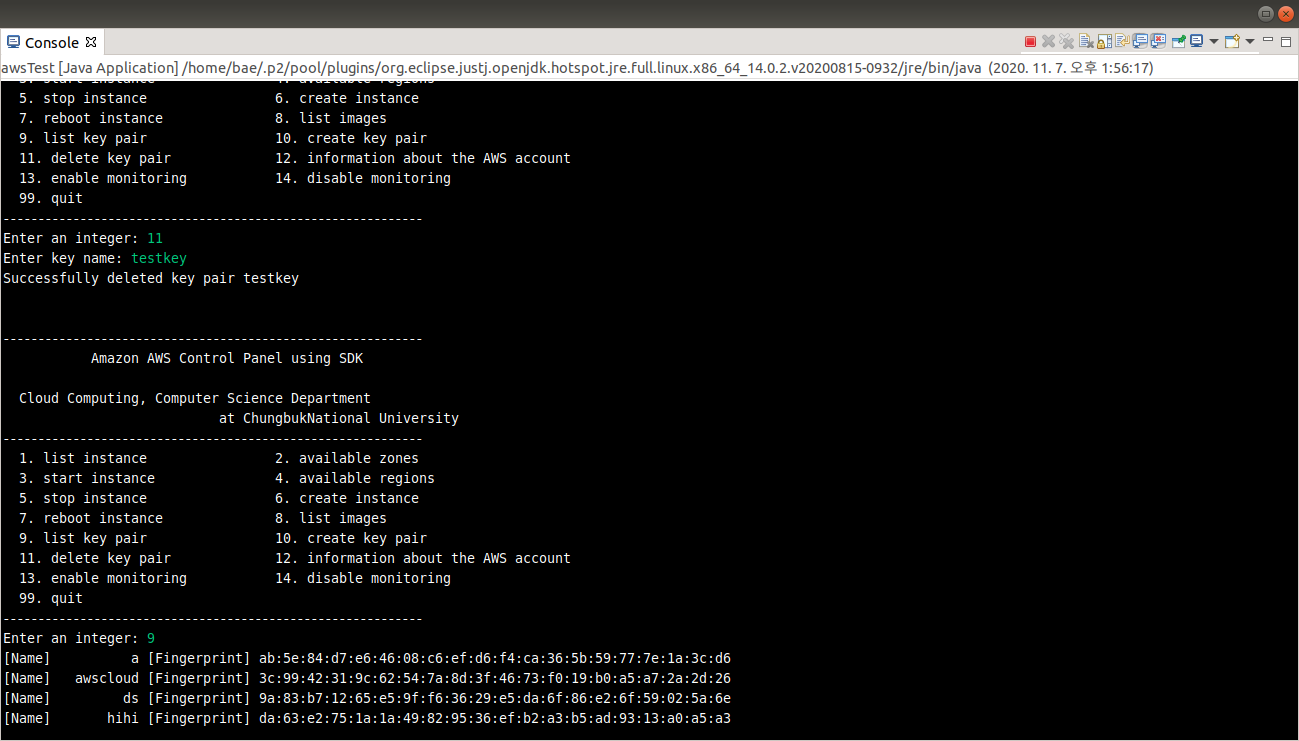 Console
awsTest [Java Application] /home/bae/.p2/pool/plugins/org.eclipse.justj.openjdk.hotspot.jre.full.linux.x86_64_14.0.2.v20200815-0932/jre/bin/java (2020. 11. 7. 오후 1:56:17)
3. start instance 4. available regions
5. stop instance 6. create instance
7. reboot instance 8. list images
9. list key pair 10. create key pair
11. delete key pair 12. information about the AWS account
13. enable monitoring 14. disable monitoring
99. quit
-----------------------------------------------------
Enter an integer: 11
Enter key name: testkey
Successfully deleted key pair testkey
-----------------------------------------------------
Amazon AWS Control Panel using SDK
Cloud Computing, Computer Science Department
at ChungbukNational University
-----------------------------------------------------
1. list instance 2. available zones
3. start instance 4. available regions
5. stop instance 6. create instance
7. reboot instance 8. list images
9. list key pair 10. create key pair
11. delete key pair 12. information about the AWS account
13. enable monitoring 14. disable monitoring
99. quit
-----------------------------------------------------
Enter an integer: 9
[Name] a [Fingerprint] ab:5e:84:d7:e6:46:08:c6:ef:d6:f4:ca:36:5b:59:77:7e:1a:3c:d6
[Name] awscloud [Fingerprint] 3c:99:42:31:9c:62:54:7a:8d:3f:46:73:f0:19:b0:a5:a7:2a:2d:26
[Name] ds [Fingerprint] 9a:83:b7:12:65:e5:9f:f6:36:29:e5:da:6f:86:e2:6f:59:02:5a:6e
[Name] hihi [Fingerprint] da:63:e2:75:1a:1a:49:82:95:36:ef:b2:a3:b5:ad:93:13:a0:a5:a3